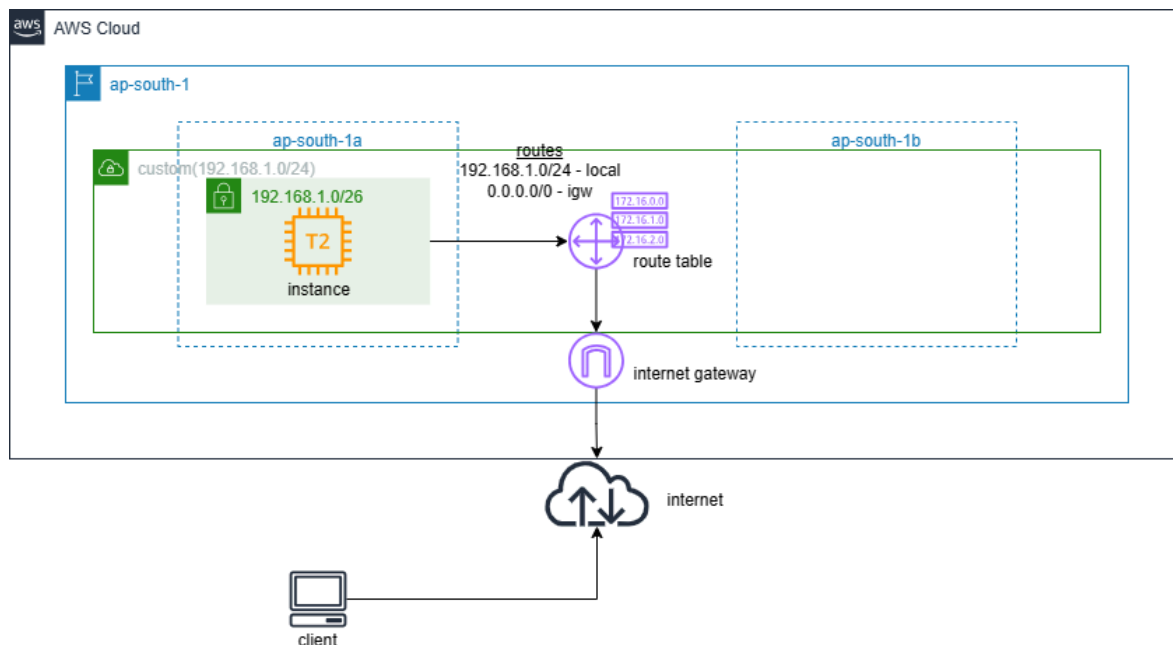 aws
AWS Cloud
ap-south-1
ap-south-1a
ap-south-1b
custom(192.168.1.0/24)
routes
192.168.1.0/24 - local
0.0.0.0/0 - igw
192.168.1.0/26
T2
instance
172.16.0.0
172.16.1.0
172.16.2.0
route table
internet gateway
internet
client